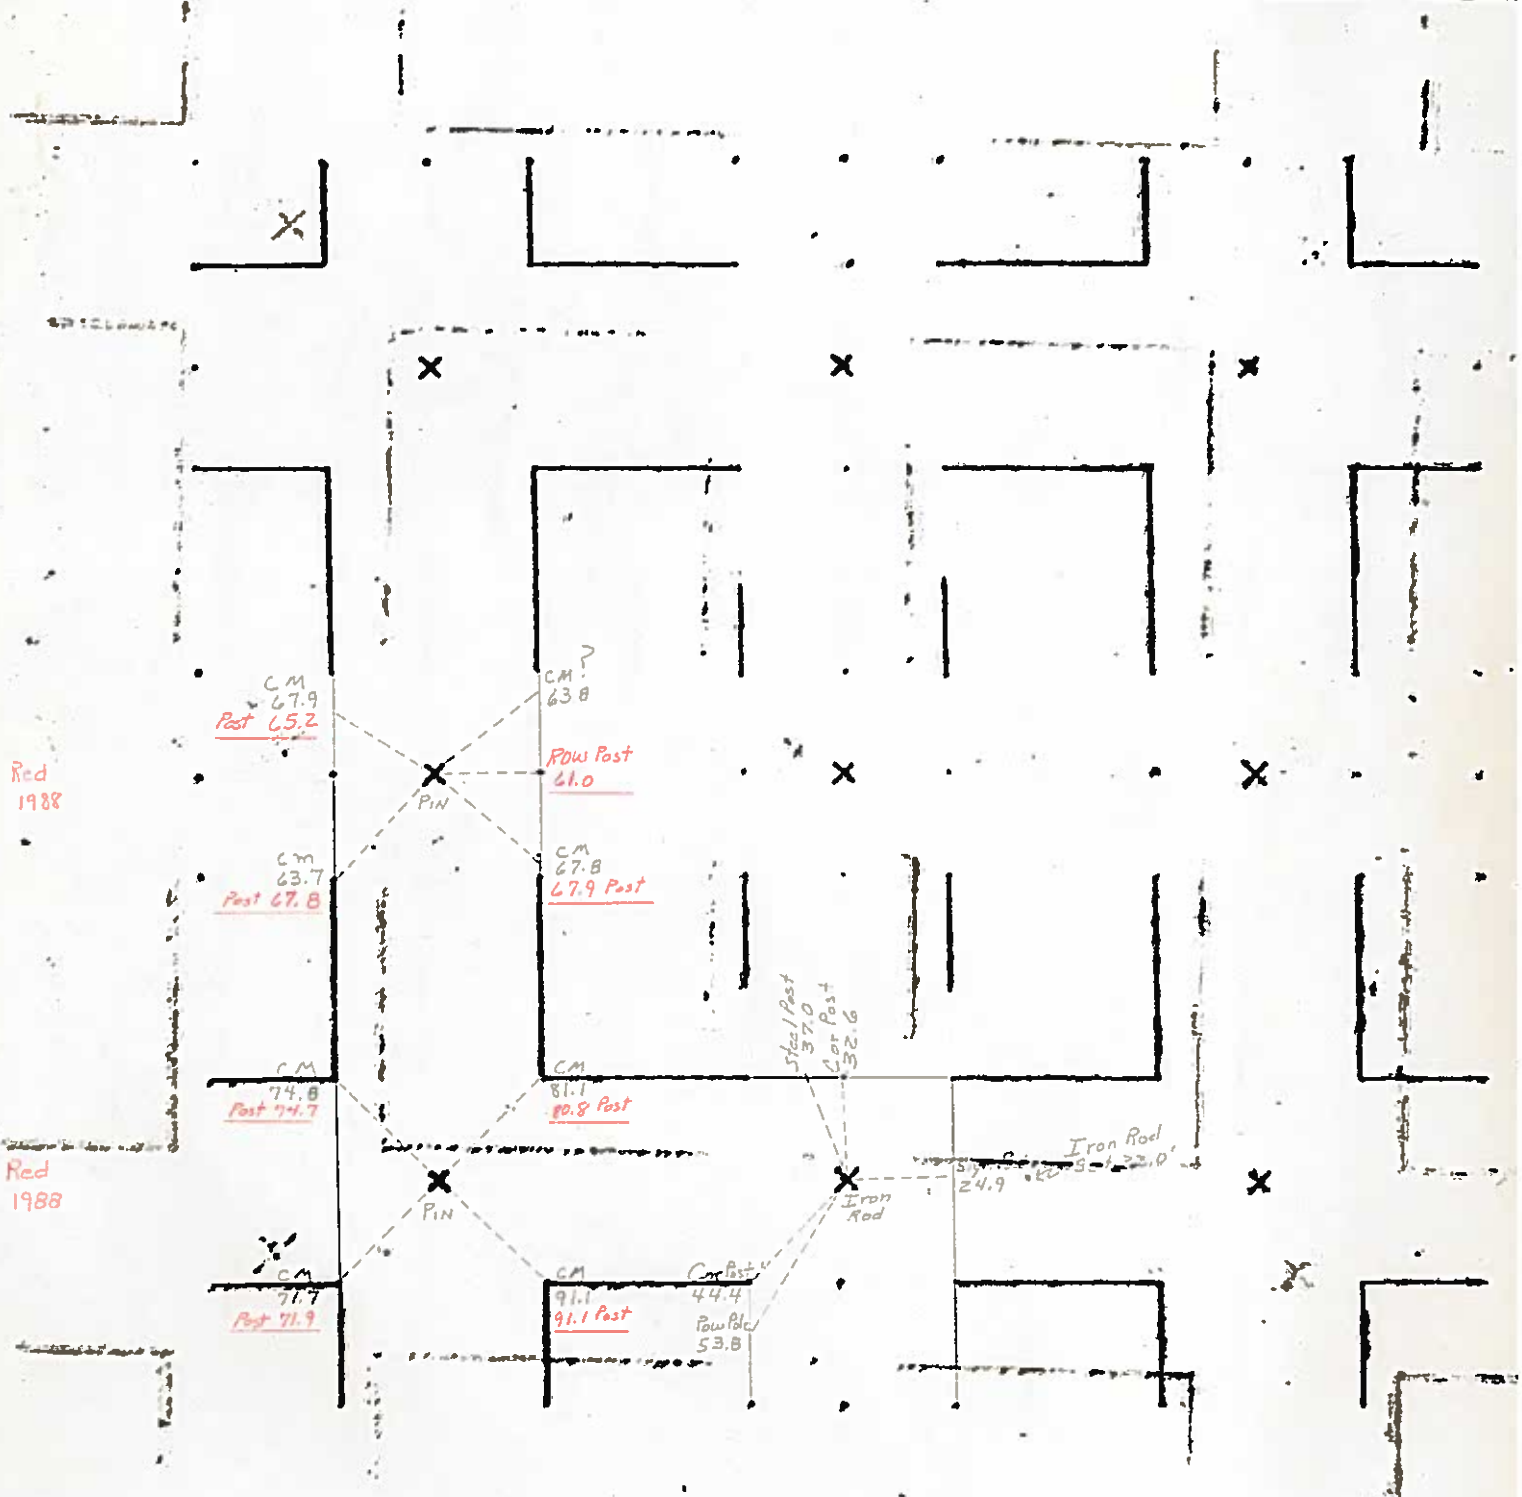 CM
67.9
Post 65.2
CM ?
63.8
Row Post
61.0
Red
1988
PIN
CM
63.7
Post 67.8
CM
67.8
67.9 Post
Steel Post
37.0
Cor Post
32.6
CM
74.8
Post 74.7
CM
81.1
80.8 Post
Iron Rod
Set 22.0'
24.9
Red
1988
PIN
Iron
Rod
CM
71.7
Post 71.9
CM
91.1
91.1 Post
Cor Post
44.4
Pow Pole
53.8